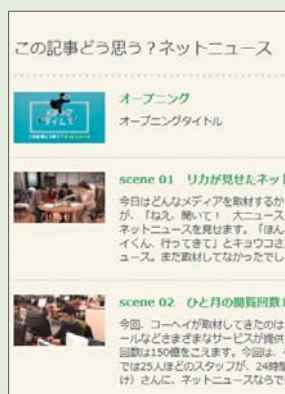 この記事どう思う？ネットニュース
メディア
タイムズ
オープニング
オープニングタイトル
scene 01 リカが見せたネット
今日はどんなメディアを取材するか
が、「ねえ、聞いて！ 大ニュース
ネットニュースを見せます。「ほん
イくん、行ってきて」とキョウコさ
ュース。まだ取材してなかったでし
scene 02 ひと月の閲覧回数
今回、コーヘイが取材してきたのは
ールなどさまざまなサービスが提供
回数は150億をこえます。今回は、
では25人ほどのスタッフが、24時間
け）さんに、ネットニュースならで